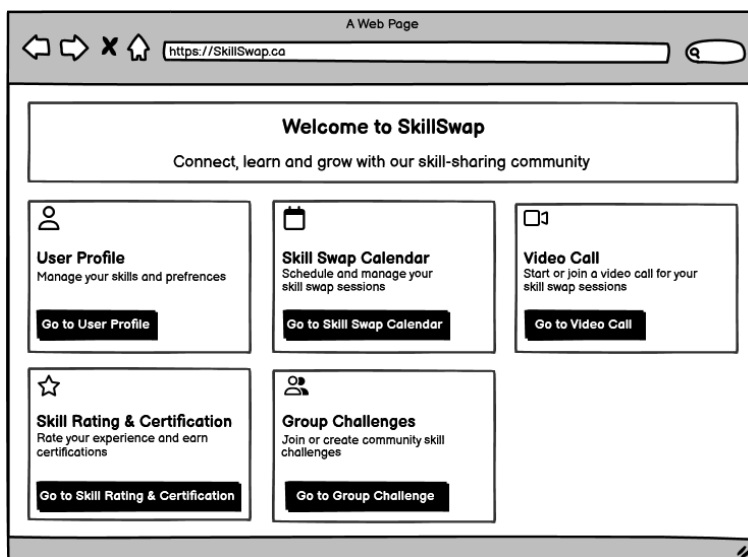 A Web Page
https://SkillSwap.ca
Welcome to SkillSwap
Connect, learn and grow with our skill-sharing community
User Profile
Manage your skills and prefrences
Go to User Profile
Skill Swap Calendar
Schedule and manage your
skill swap sessions
Go to Skill Swap Calendar
Video Call
Start or join a video call for your
skill swap sessions
Go to Video Call
Skill Rating & Certification
Rate your experience and earn
certifications
Go to Skill Rating & Certification
Group Challenges
Join or create community skill
challenges
Go to Group Challenge